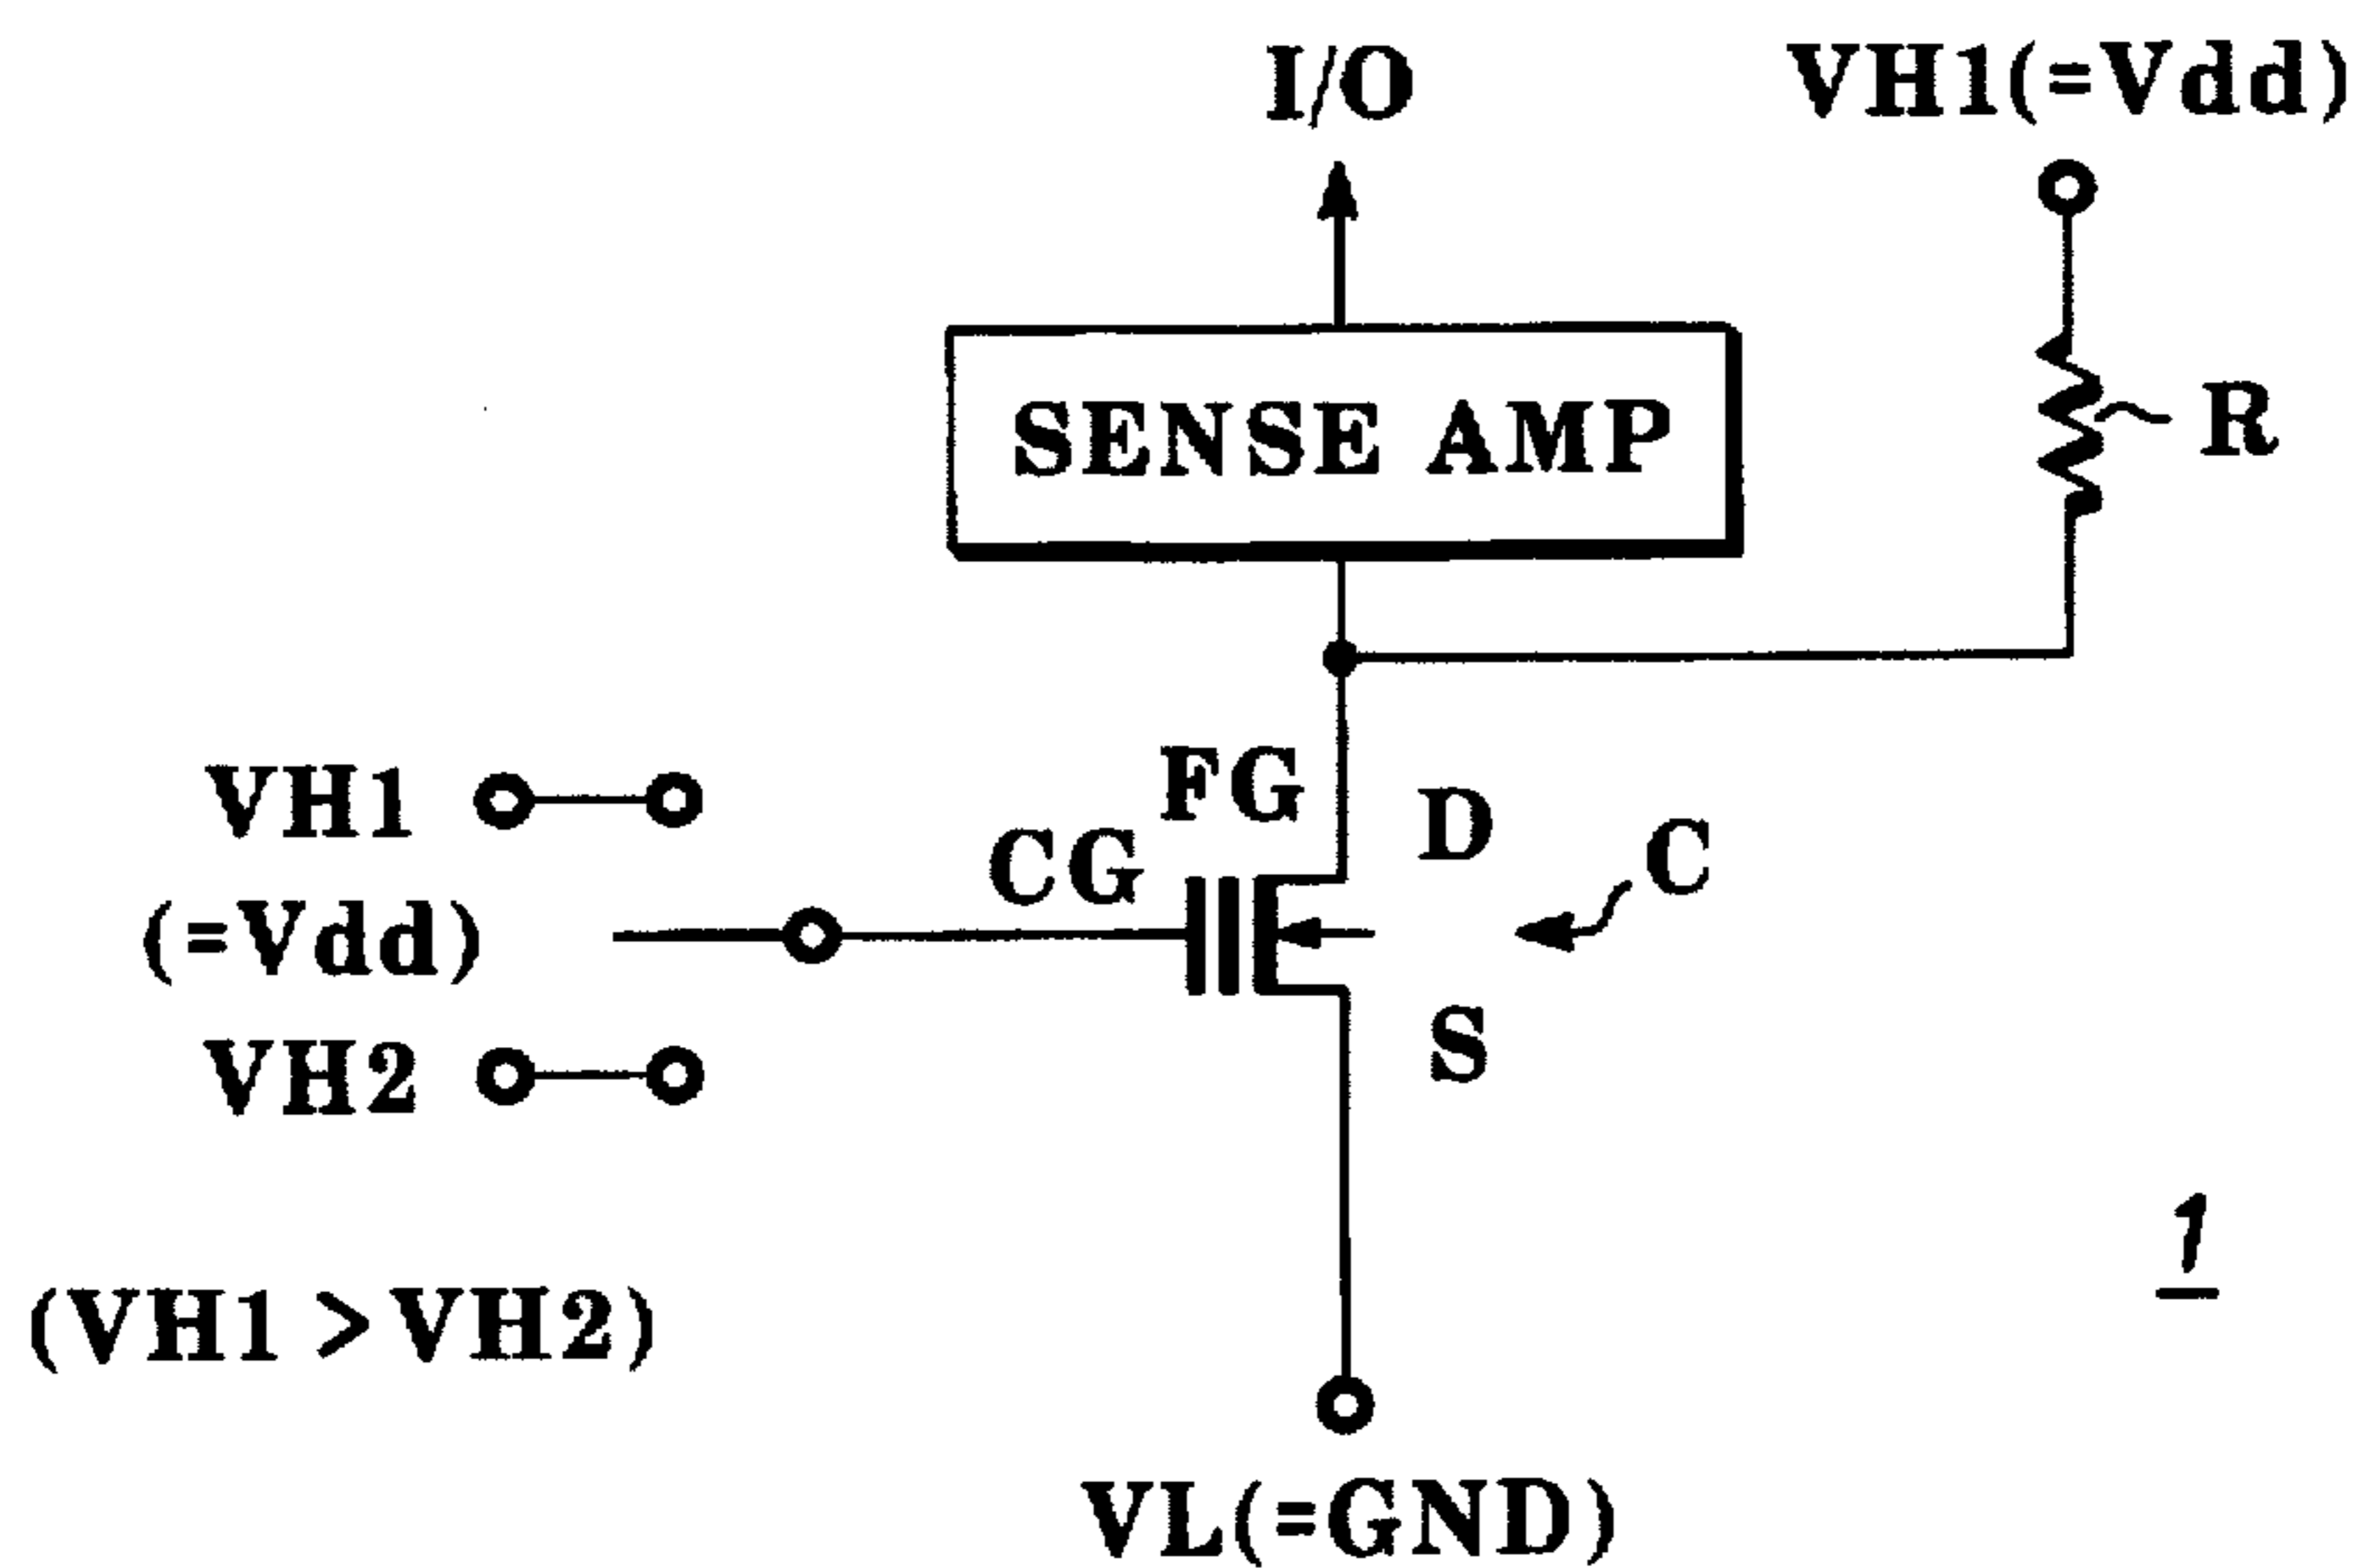 I/O
VH1(=Vdd)
SENSE AMP
R
FG
VH1
D
C
CG
(=Vdd)
S
VH2
1
(VH1 > VH2)
VL(=GND)